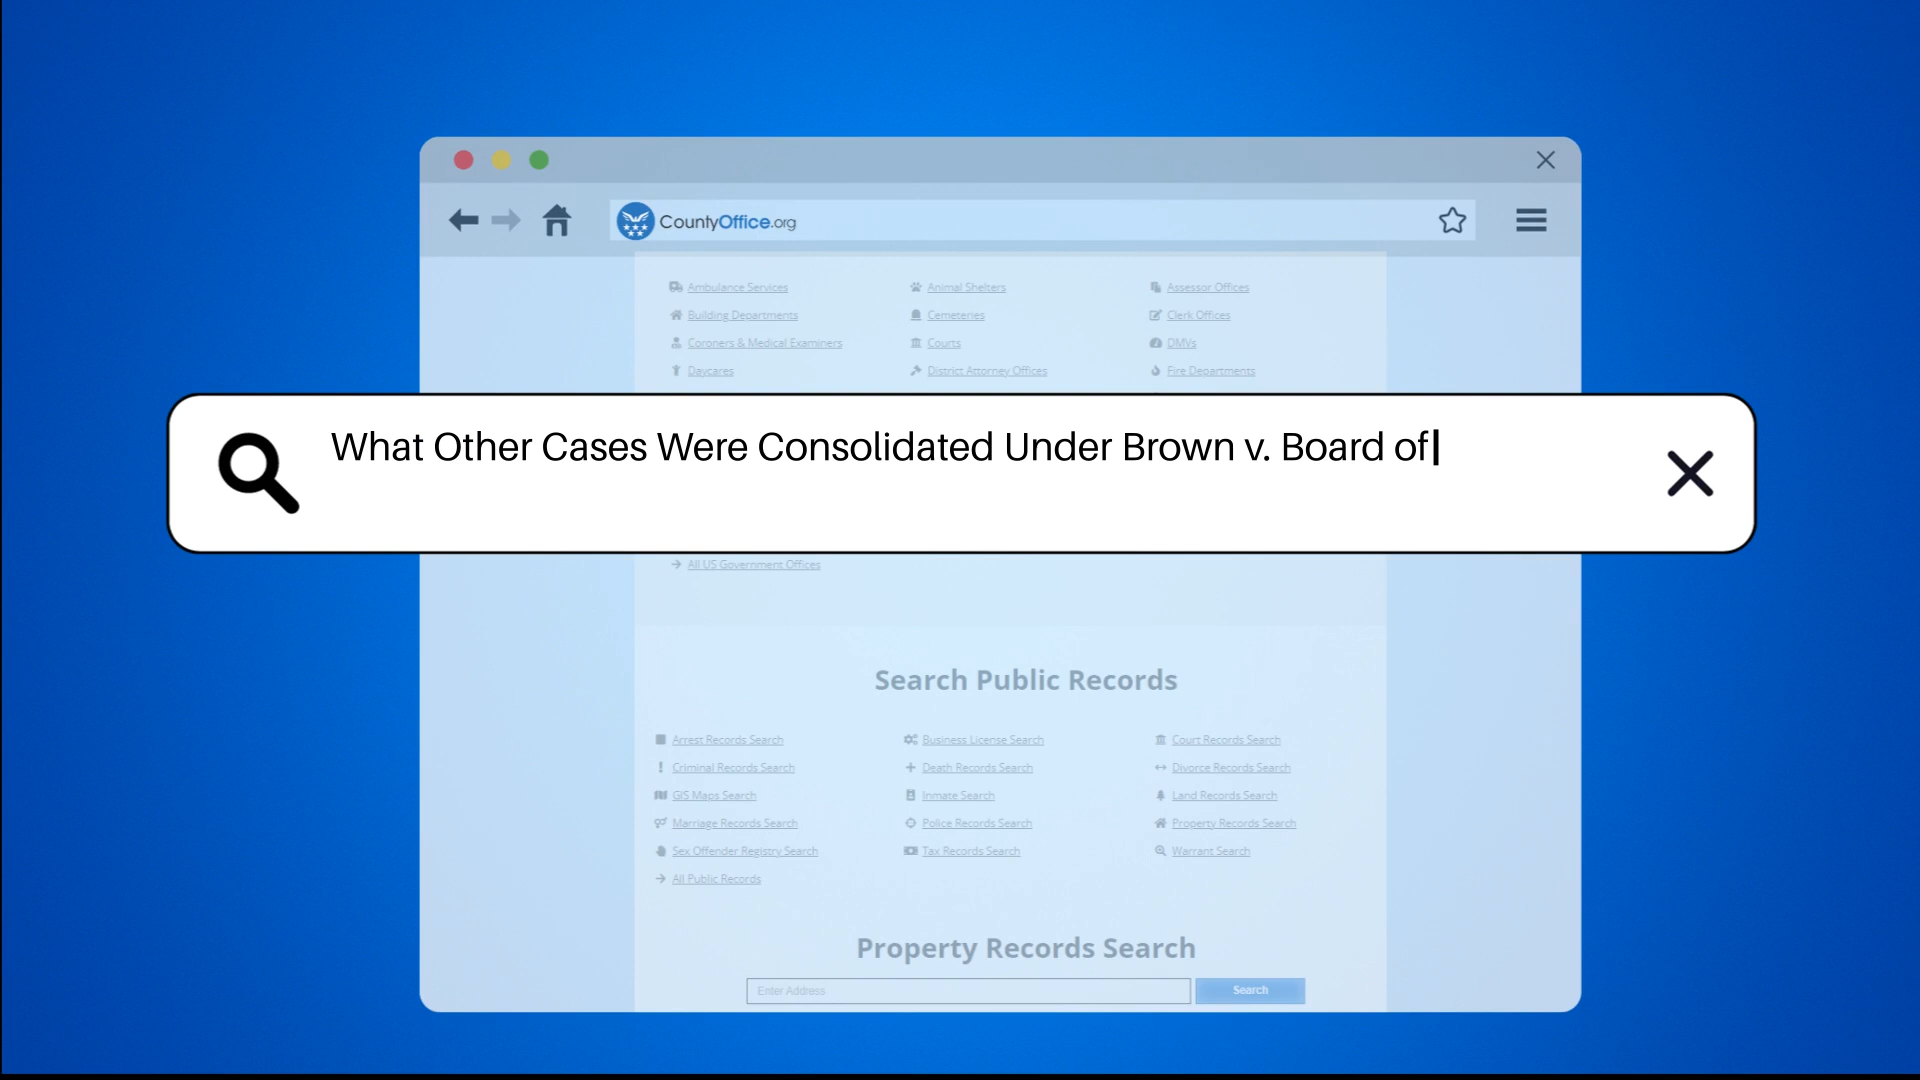 CountyOffice.org
Ambulance Services Animal Shelters Assessor Offices
Building Departments Cemeteries Clerk Offices
Coroners & Medical Examiners Courts DMVs
Daycares District Attorney Offices Fire Departments
What Other Cases Were Consolidated Under Brown v. Board of
All US Government Offices
Search Public Records
Arrest Records Search Business License Search Court Records Search
Criminal Records Search Death Records Search Divorce Records Search
GIS Maps Search Inmate Search Land Records Search
Marriage Records Search Police Records Search Property Records Search
Sex Offender Registry Search Tax Records Search Warrant Search
All Public Records
Property Records Search
Enter Address Search